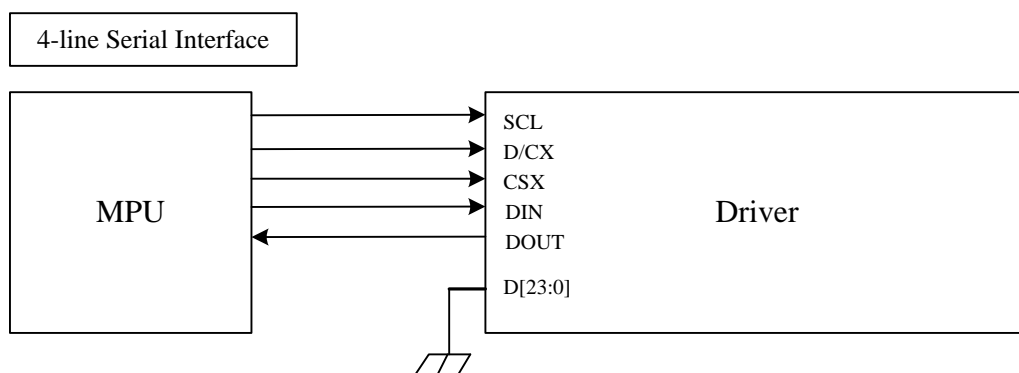 4-line Serial Interface
SCL
D/CX
CSX
MPU
DIN
Driver
DOUT
D[23:0]